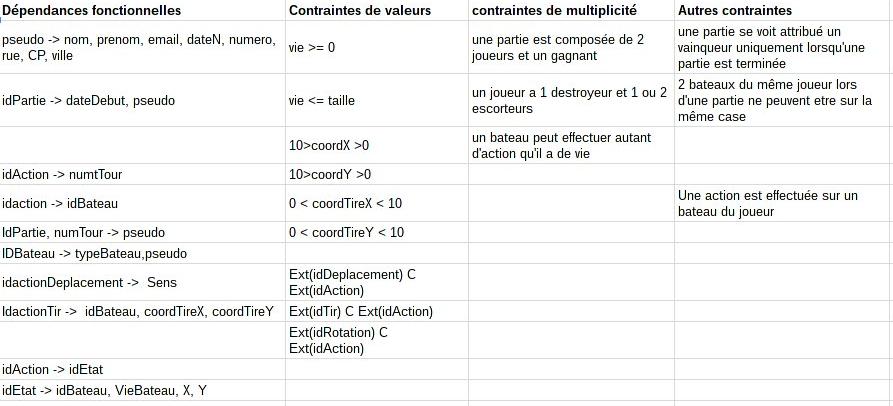 Dépendances fonctionnelles
Contraintes de valeurs
contraintes de multiplicité
Autres contraintes
pseudo -> nom, prenom, email, dateN, numero,
rue, CP, ville
vie >= 0
une partie est composée de 2
joueurs et un gagnant
une partie se voit attribué un
vainqueur uniquement lorsqu'une
partie est terminée
idPartie -> dateDebut, pseudo
vie <= taille
un joueur a 1 destroyeur et 1 ou 2
escorteurs
2 bateaux du même joueur lors
d'une partie ne peuvent etre sur la
même case
10>coordX >0
un bateau peut effectuer autant
d'action qu'il a de vie
idAction -> numtTour
10>coordY >0
idaction -> idBateau
0 < coordTireX < 10
Une action est effectuée sur un
bateau du joueur
IdPartie, numTour -> pseudo
0 < coordTireY < 10
IDBateau -> typeBateau,pseudo
idactionDeplacement -> Sens
Ext(idDeplacement) C
Ext(idAction)
IdactionTir -> idBateau, coordTireX, coordTireY
Ext(idTir) C Ext(idAction)
Ext(idRotation) C
Ext(idAction)
idAction -> idEtat
idEtat -> idBateau, VieBateau, X, Y